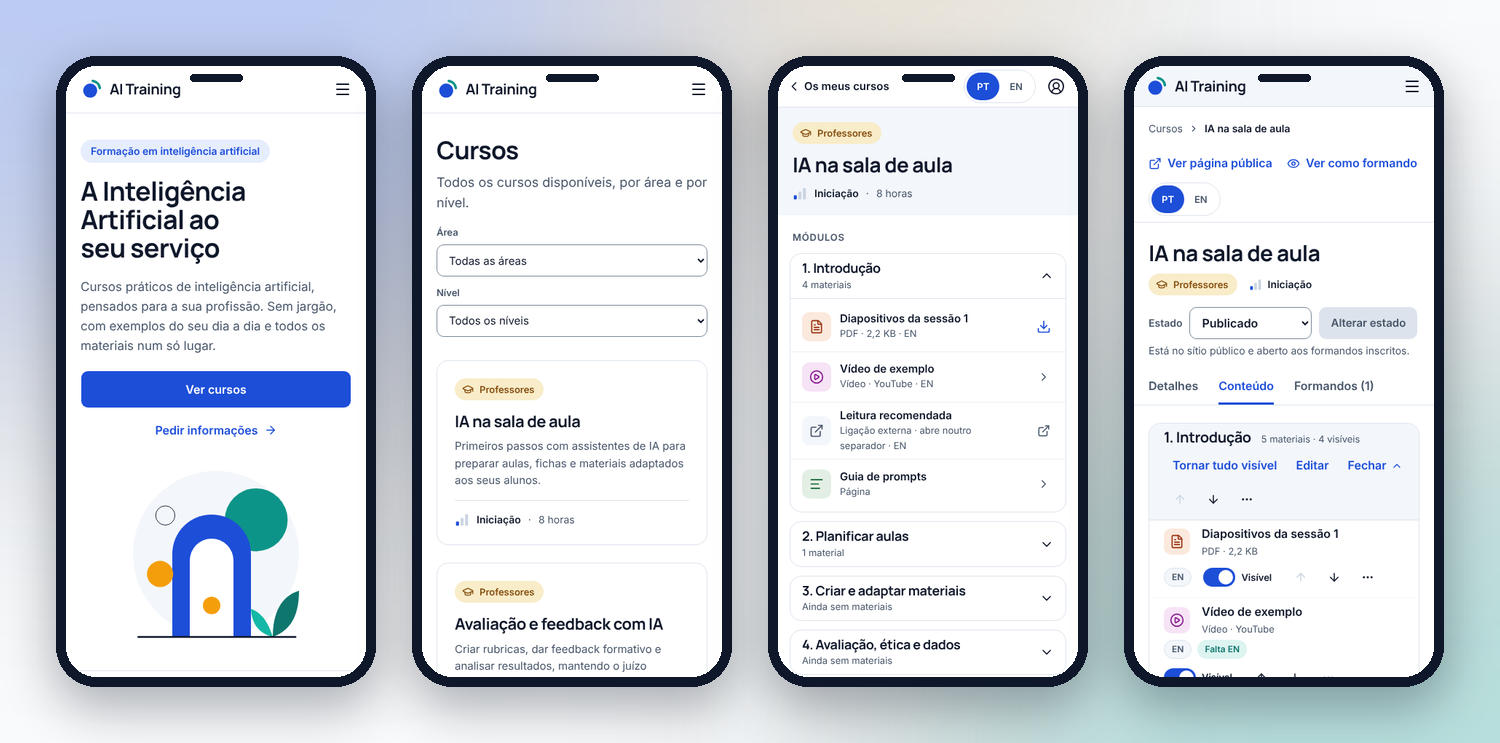 AI Training
Formação em inteligência artificial
A Inteligência
Artificial ao
seu serviço
Cursos práticos de inteligência artificial,
pensados para a sua profissão. Sem jargão,
com exemplos do seu dia a dia e todos os
materiais num só lugar.
Ver cursos
Pedir informações
AI Training
Cursos
Todos os cursos disponíveis, por área e por
nível.
Área
Todas as áreas
Nível
Todos os níveis
Professores
IA na sala de aula
Primeiros passos com assistentes de IA para
preparar aulas, fichas e materiais adaptados
aos seus alunos.
Iniciação · 8 horas
Professores
Avaliação e feedback com IA
Criar rubricas, dar feedback formativo e
analisar resultados, mantendo o juízo
Os meus cursos
PT EN
Professores
IA na sala de aula
Iniciação · 8 horas
MÓDULOS
1. Introdução
4 materiais
Diapositivos da sessão 1
PDF · 2,2 KB · EN
Vídeo de exemplo
Vídeo · YouTube · EN
Leitura recomendada
Ligação externa · abre noutro
separador · EN
Guia de prompts
Página
2. Planificar aulas
1 material
3. Criar e adaptar materiais
Ainda sem materiais
4. Avaliação, ética e dados
Ainda sem materiais
AI Training
Cursos > IA na sala de aula
Ver página pública Ver como formando
PT EN
IA na sala de aula
Professores Iniciação
Estado Publicado Alterar estado
Está no sítio público e aberto aos formandos inscritos.
Detalhes Conteúdo Formandos (1)
1. Introdução 5 materiais · 4 visíveis
Tornar tudo visível Editar Fechar
Diapositivos da sessão 1
PDF · 2,2 KB
EN Visível
Vídeo de exemplo
Vídeo · YouTube
EN Falta EN
Visível